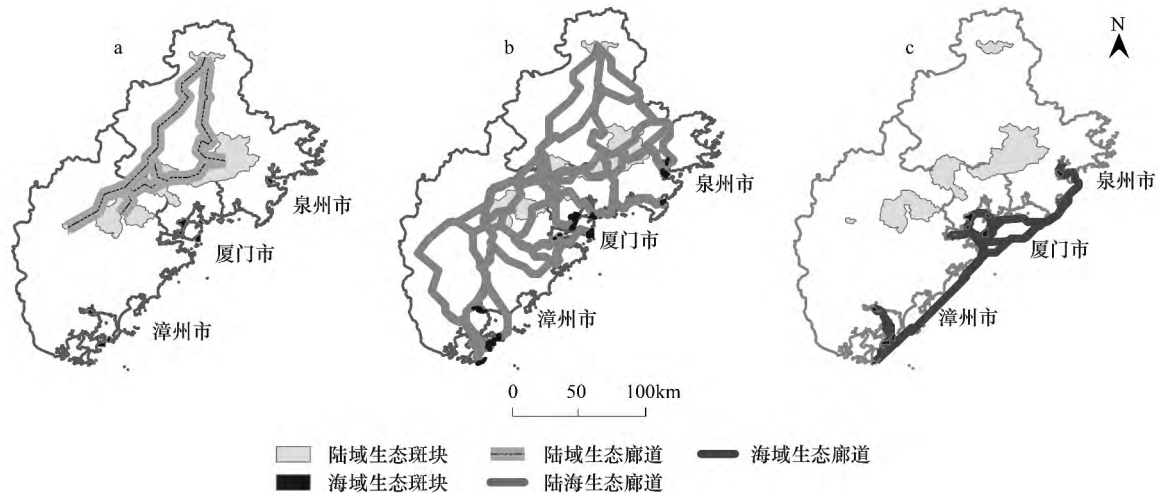 a
b
c
N
泉州市
厦门市
漳州市
泉州市
厦门市
漳州市
泉州市
厦门市
漳州市
0 50 100km
陆域生态斑块 陆域生态廊道 海域生态廊道
海域生态斑块 陆海生态廊道